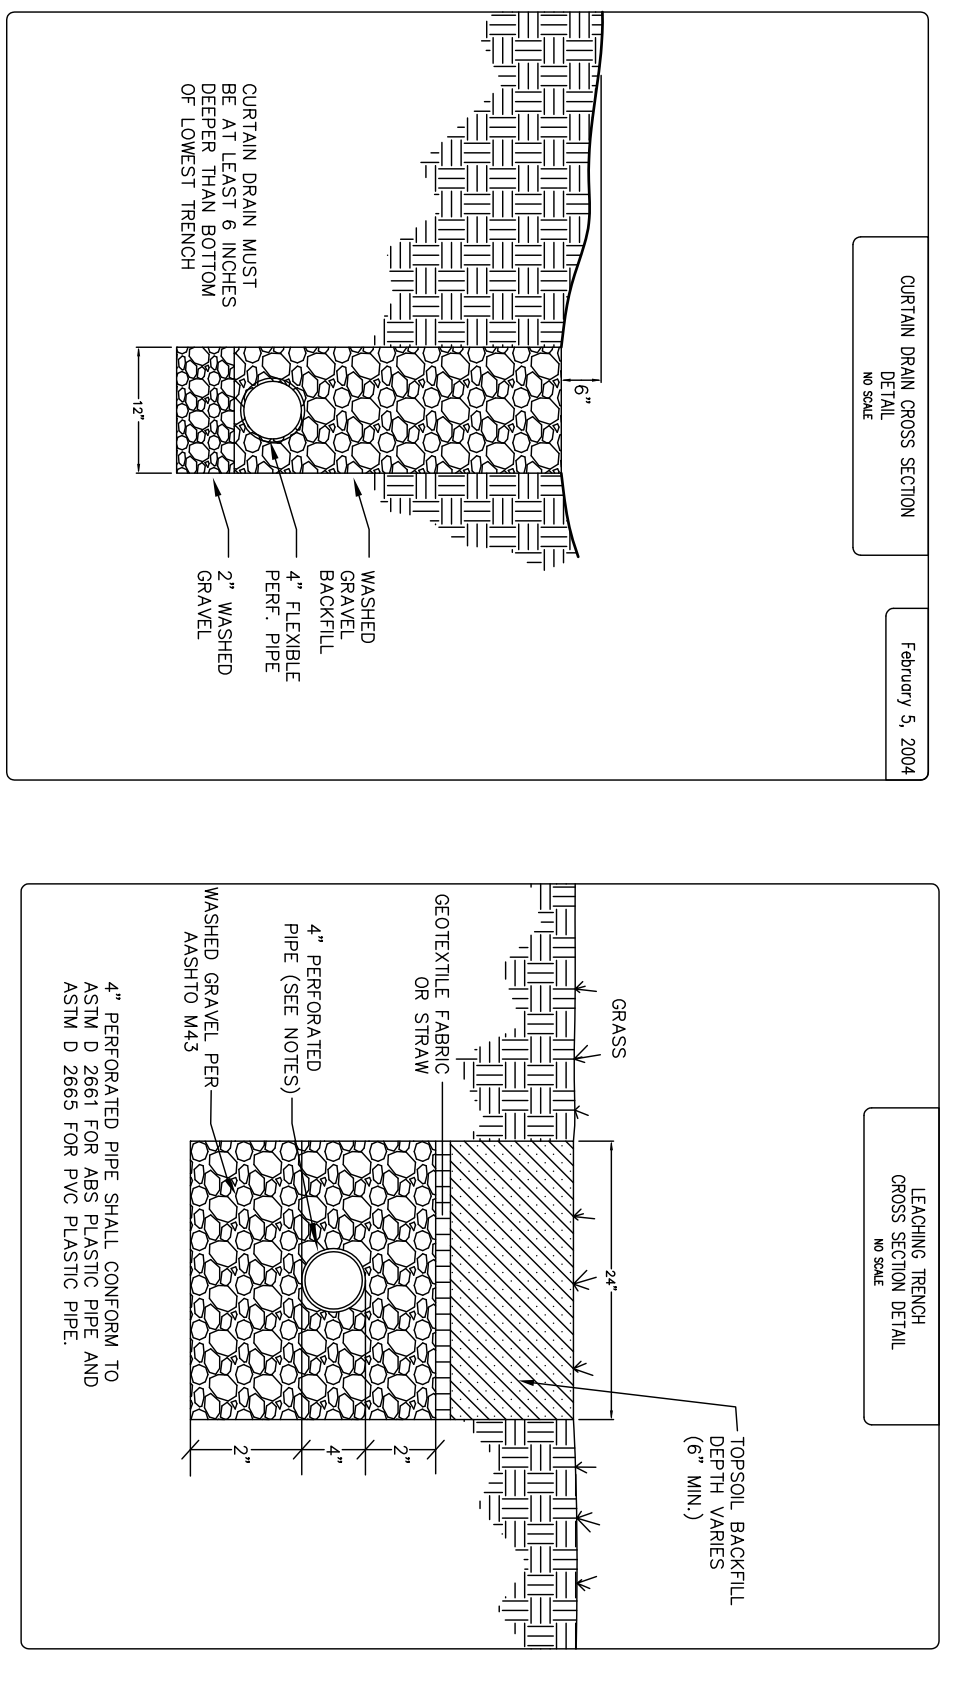 CURTAIN DRAIN CROSS SECTION
DETAIL
NO SCALE
February 5, 2004
6"
CURTAIN DRAIN MUST
BE AT LEAST 6 INCHES
DEEPER THAN BOTTOM
OF LOWEST TRENCH
12"
WASHED
GRAVEL
BACKFILL
4" FLEXIBLE
PERF. PIPE
2" WASHED
GRAVEL
LEACHING TRENCH
CROSS SECTION DETAIL
NO SCALE
TOPSOIL BACKFILL
DEPTH VARIES
(6" MIN.)
GRASS
24"
GEOTEXTILE FABRIC
OR STRAW
4" PERFORATED
PIPE (SEE NOTES)
WASHED GRAVEL PER
AASHTO M43
2"
4"
2"
4" PERFORATED PIPE SHALL CONFORM TO
ASTM D 2661 FOR ABS PLASTIC PIPE AND
ASTM D 2665 FOR PVC PLASTIC PIPE.